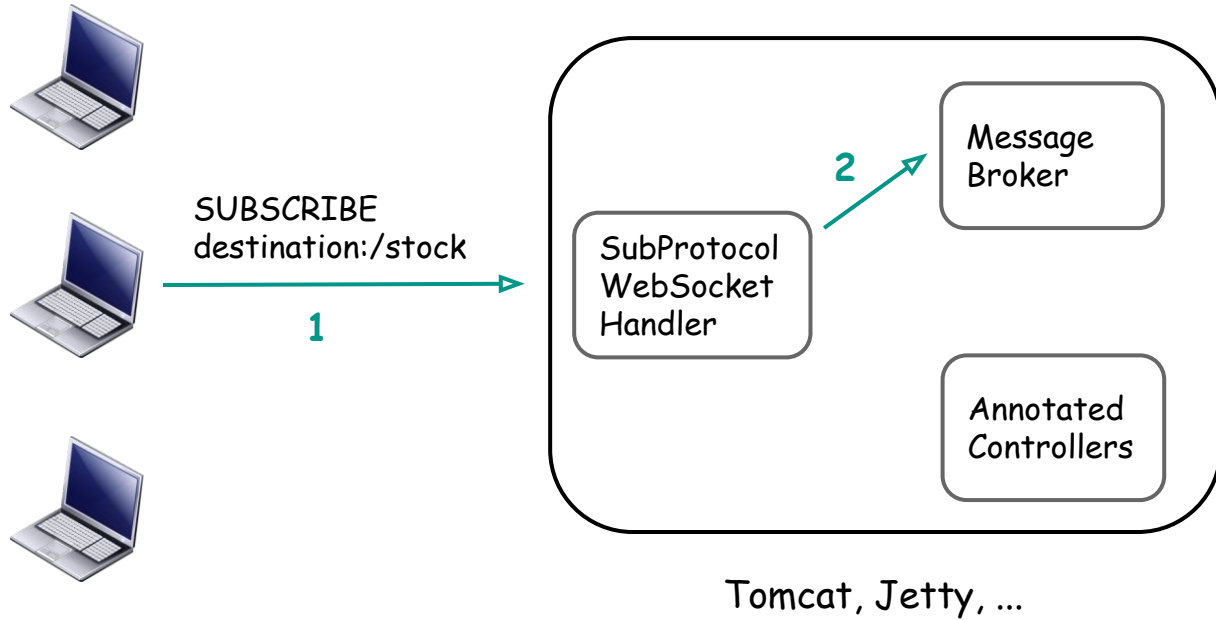 SUBSCRIBE
destination:/stock
1
2
SubProtocol
WebSocket
Handler
Message
Broker
Annotated
Controllers
Tomcat, Jetty, ...